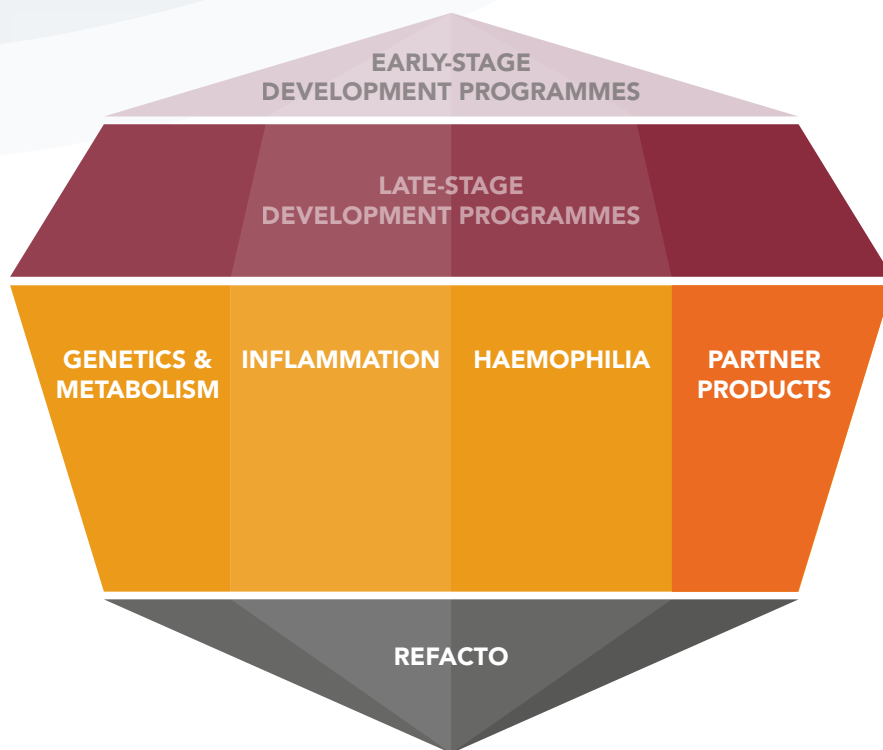 EARLY-STAGE
DEVELOPMENT PROGRAMMES
LATE-STAGE
DEVELOPMENT PROGRAMMES
GENETICS &
METABOLISM
INFLAMMATION
HAEMOPHILIA
PARTNER
PRODUCTS
REFACTO